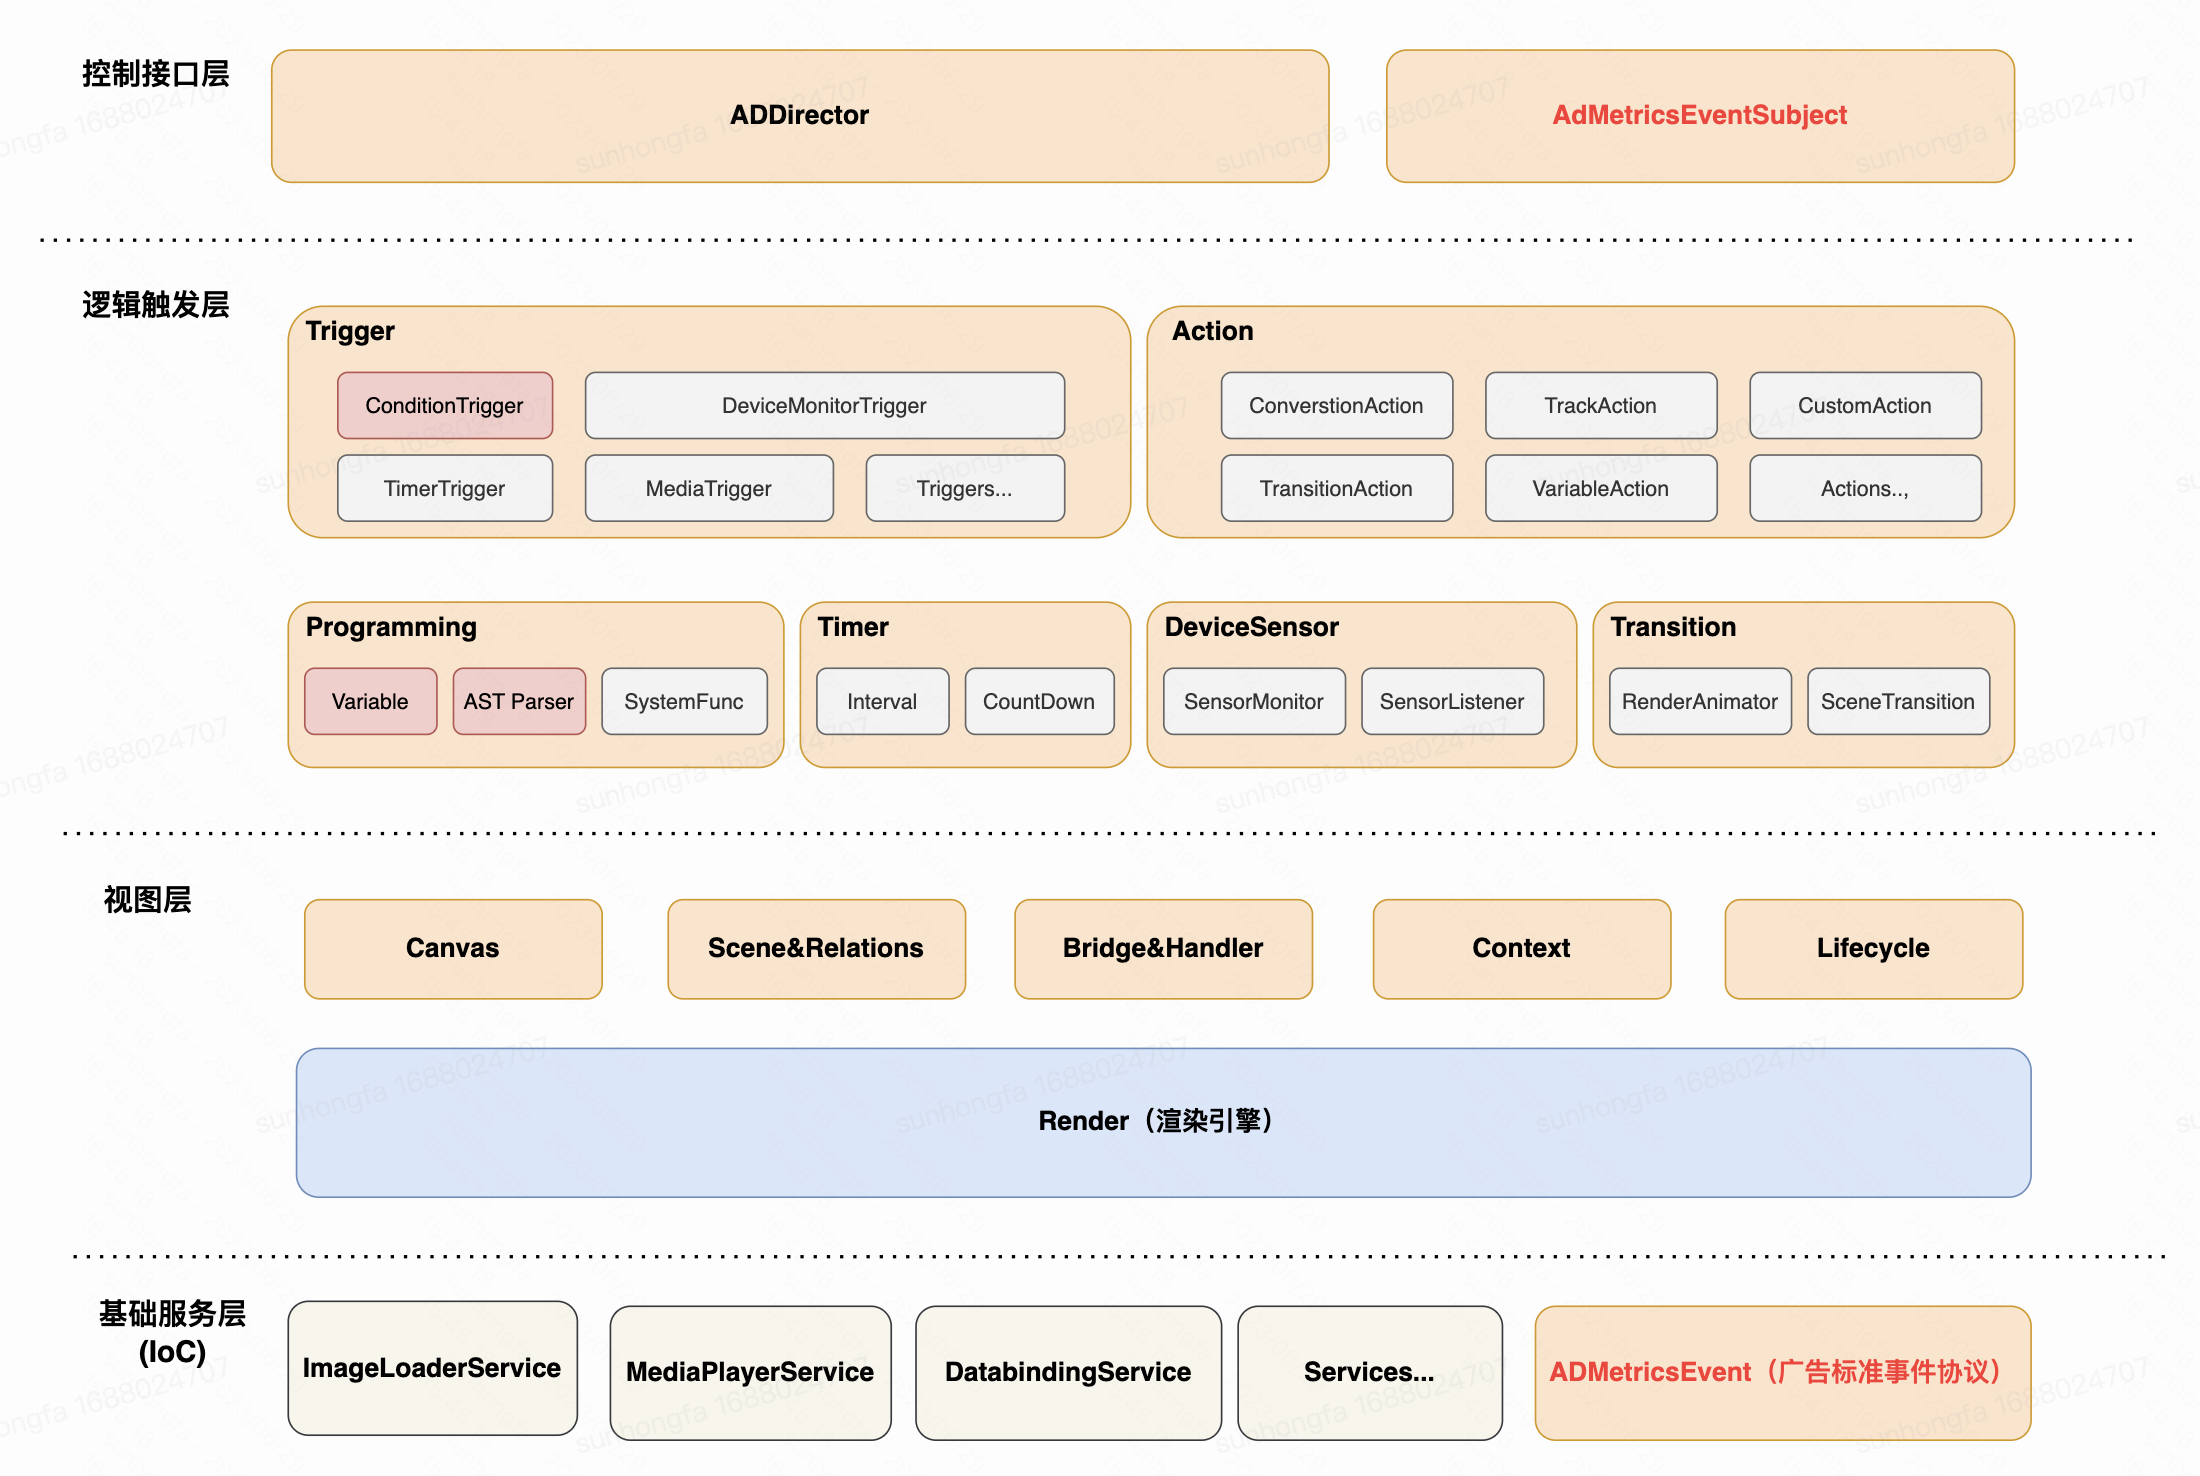 控制接口层
ADDirector
AdMetricsEventSubject
逻辑触发层
Trigger
ConditionTrigger
DeviceMonitorTrigger
TimerTrigger
MediaTrigger
Triggers...
Action
ConverstionAction
TrackAction
CustomAction
TransitionAction
VariableAction
Actions..,
Programming
Variable
AST Parser
SystemFunc
Timer
Interval
CountDown
DeviceSensor
SensorMonitor
SensorListener
Transition
RenderAnimator
SceneTransition
视图层
Canvas
Scene&Relations
Bridge&Handler
Context
Lifecycle
Render（渲染引擎）
基础服务层
(IoC)
ImageLoaderService
MediaPlayerService
DatabindingService
Services...
ADMetricsEvent（广告标准事件协议）
sunhongfa 1688024707